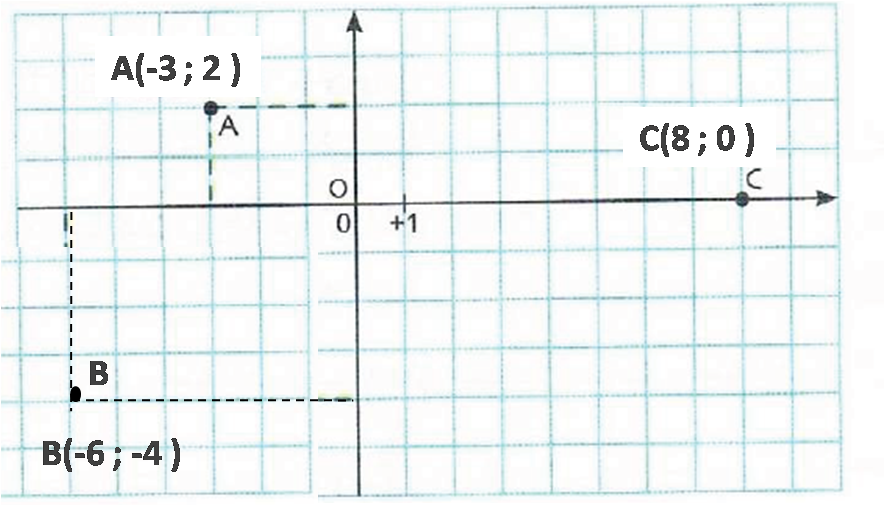 A(-3 ; 2 )
A
C(8 ; 0 )
C
O
0
+1
B
B(-6 ; -4 )